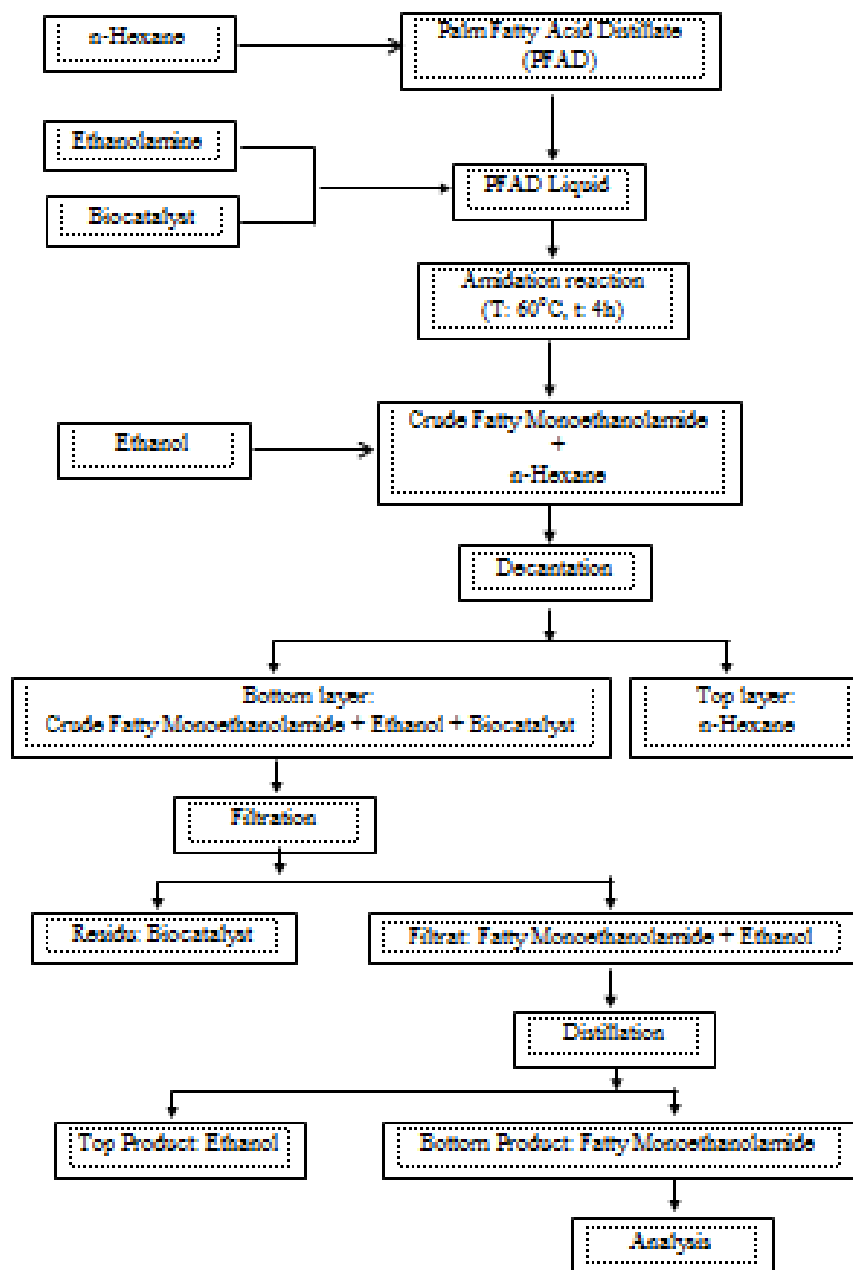 n-Hexane
Palm Fatty Acid Distillate
(PFAD)
Ethanolamine
Biocatalyst
PFAD Liquid
Amidation reaction
(T: 60°C, t: 4h)
Ethanol
Crude Fatty Monoethanolamide
+
n-Hexane
Decantation
Bottom layer:
Crude Fatty Monoethanolamide + Ethanol + Biocatalyst
Top layer:
n-Hexane
Filtration
Residu: Biocatalyst
Filtrat: Fatty Monoethanolamide + Ethanol
Distillation
Top Product: Ethanol
Bottom Product: Fatty Monoethanolamide
Analysis